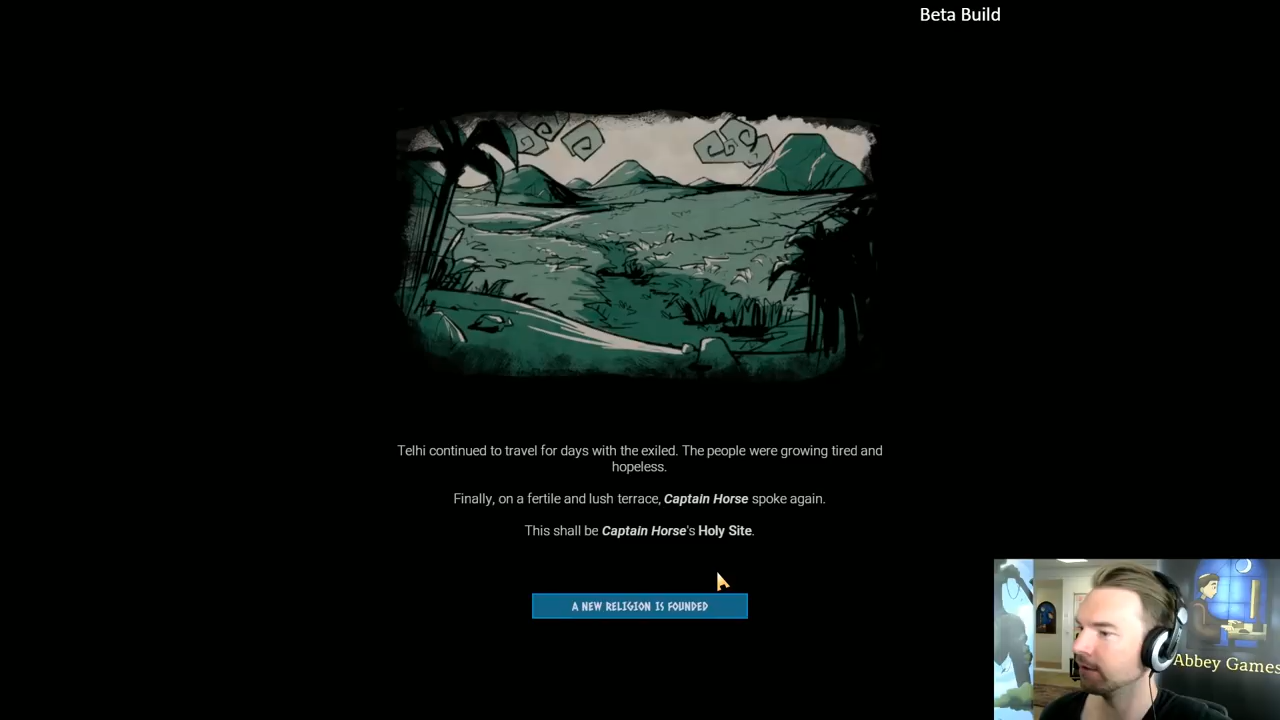 Beta Build
Telhi continued to travel for days with the exiled. The people were growing tired and
hopeless.
Finally, on a fertile and lush terrace, Captain Horse spoke again.
This shall be Captain Horse's Holy Site.
A NEW RELIGION IS FOUNDED
Abbey Games